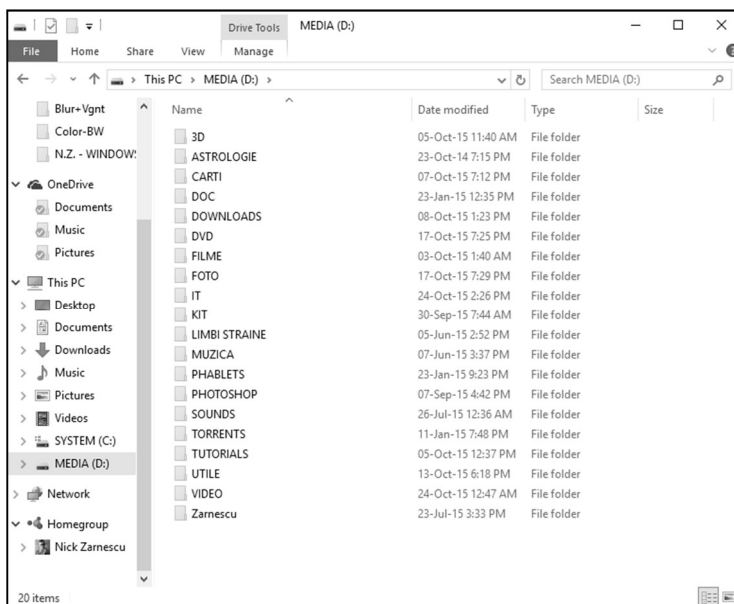 Drive Tools MEDIA (D:)
File Home Share View Manage
This PC > MEDIA (D:) > Search MEDIA (D:)
Blur+Vgnt
Color-BW
N.Z. - WINDOWS
OneDrive
Documents
Music
Pictures
This PC
Desktop
Documents
Downloads
Music
Pictures
Videos
SYSTEM (C:)
MEDIA (D:)
Network
Homegroup
Nick Zarnescu
Name Date modified Type Size
3D 05-Oct-15 11:40 AM File folder
ASTROLOGIE 23-Oct-14 7:15 PM File folder
CARTI 07-Oct-15 7:12 PM File folder
DOC 23-Jan-15 12:35 PM File folder
DOWNLOADS 08-Oct-15 1:23 PM File folder
DVD 17-Oct-15 7:25 PM File folder
FILME 03-Oct-15 1:40 AM File folder
FOTO 17-Oct-15 7:29 PM File folder
IT 24-Oct-15 2:26 PM File folder
KIT 30-Sep-15 7:44 AM File folder
LIMBI STRAINE 05-Jun-15 2:52 PM File folder
MUZICA 07-Jun-15 3:37 PM File folder
PHABLETS 23-Jan-15 9:23 PM File folder
PHOTOSHOP 07-Sep-15 4:42 PM File folder
SOUNDS 26-Jul-15 12:36 AM File folder
TORRENTS 11-Jan-15 7:48 PM File folder
TUTORIALS 05-Oct-15 12:37 PM File folder
UTILE 13-Oct-15 6:18 PM File folder
VIDEO 24-Oct-15 12:47 AM File folder
Zarnescu 23-Jul-15 3:33 PM File folder
20 items